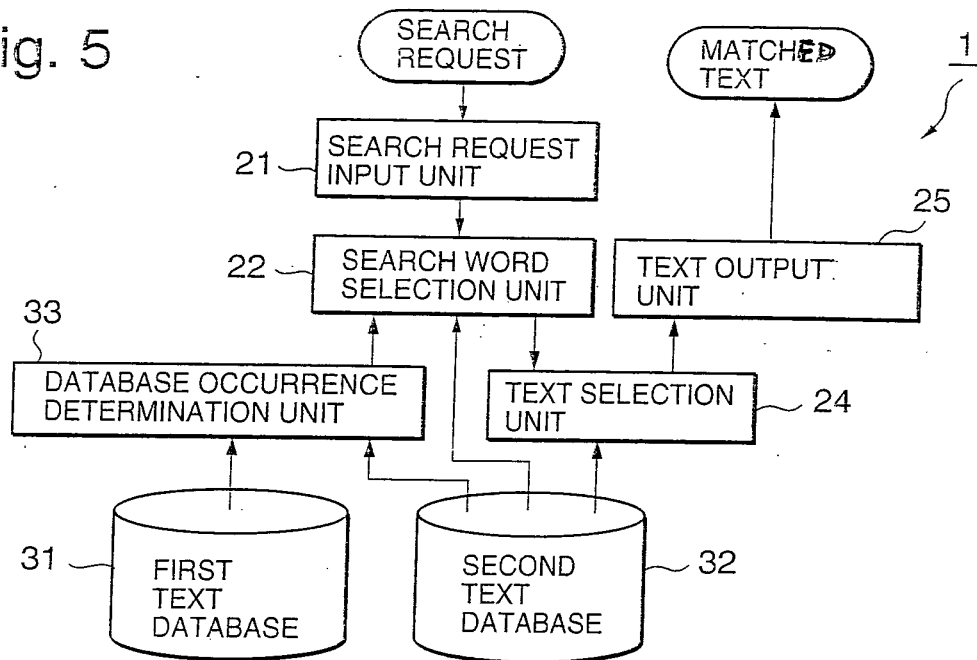 ig. 5
SEARCH
REQUEST
MATCHED
TEXT
1
21
SEARCH REQUEST
INPUT UNIT
25
22
SEARCH WORD
SELECTION UNIT
TEXT OUTPUT
UNIT
33
DATABASE OCCURRENCE
DETERMINATION UNIT
TEXT SELECTION
UNIT
24
31
FIRST
TEXT
DATABASE
SECOND
TEXT
DATABASE
32